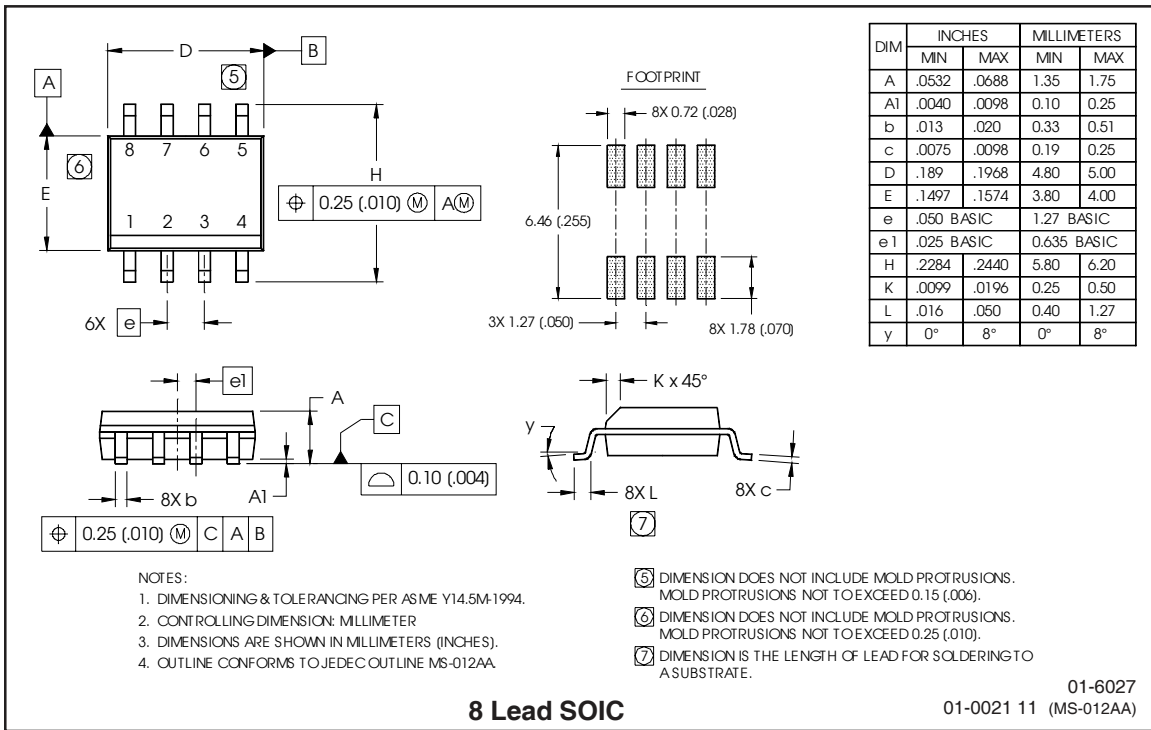 D
B
5
A
8 7 6 5
6
E
H
⌖ 0.25 (.010) Ⓜ AⓂ
1 2 3 4
6X e
FOOTPRINT
8X 0.72 (.028)
6.46 (.255)
3X 1.27 (.050)
8X 1.78 (.070)
DIM INCHES MILLIMETERS
MIN MAX MIN MAX
A .0532 .0688 1.35 1.75
A1 .0040 .0098 0.10 0.25
b .013 .020 0.33 0.51
c .0075 .0098 0.19 0.25
D .189 .1968 4.80 5.00
E .1497 .1574 3.80 4.00
e .050 BASIC 1.27 BASIC
e1 .025 BASIC 0.635 BASIC
H .2284 .2440 5.80 6.20
K .0099 .0196 0.25 0.50
L .016 .050 0.40 1.27
y 0° 8° 0° 8°
e1
A
C
0.10 (.004)
8X b
A1
⌖ 0.25 (.010) Ⓜ C A B
K x 45°
y
8X L
8X c
7
NOTES:
1. DIMENSIONING & TOLERANCING PER ASME Y14.5M-1994.
2. CONTROLLING DIMENSION: MILLIMETER
3. DIMENSIONS ARE SHOWN IN MILLIMETERS (INCHES).
4. OUTLINE CONFORMS TO JEDEC OUTLINE MS-012AA.
5 DIMENSION DOES NOT INCLUDE MOLD PROTRUSIONS.
MOLD PROTRUSIONS NOT TO EXCEED 0.15 (.006).
6 DIMENSION DOES NOT INCLUDE MOLD PROTRUSIONS.
MOLD PROTRUSIONS NOT TO EXCEED 0.25 (.010).
7 DIMENSION IS THE LENGTH OF LEAD FOR SOLDERING TO
A SUBSTRATE.
8 Lead SOIC
01-6027
01-0021 11 (MS-012AA)